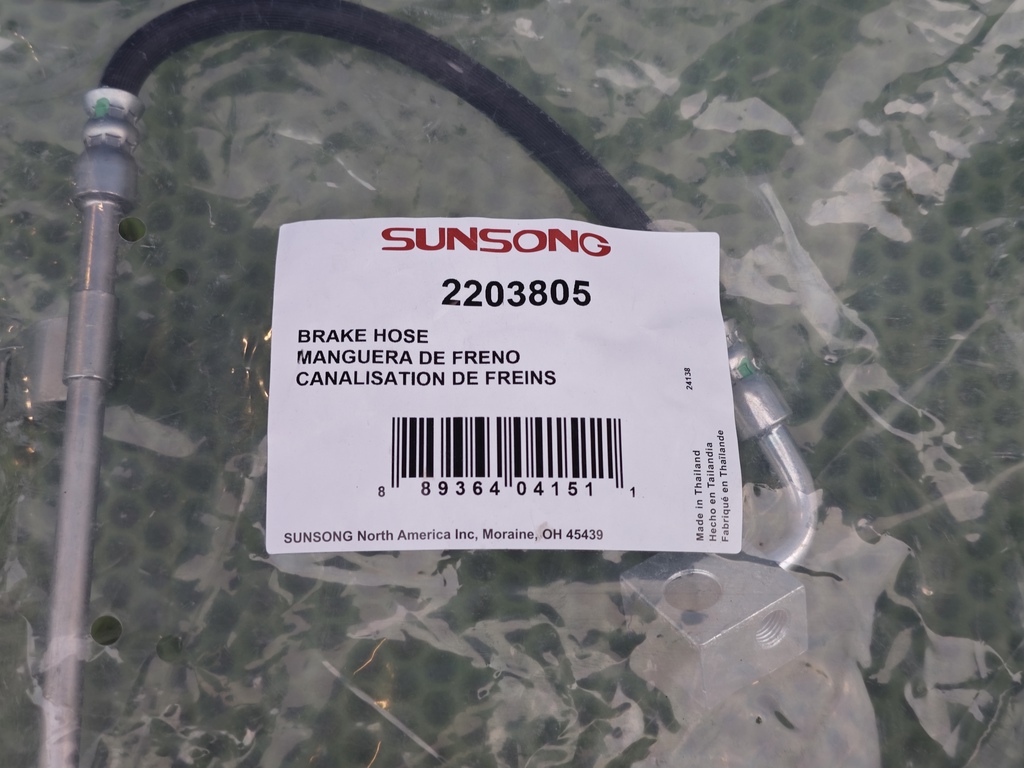 SUNSONG
2203805
BRAKE HOSE
MANGUERA DE FRENO
CANALISATION DE FREINS
24138
8 89364 04151 1
Made in Thailand
Hecho en Tailandia
Fabriqué en Thaïlande
SUNSONG North America Inc, Moraine, OH 45439